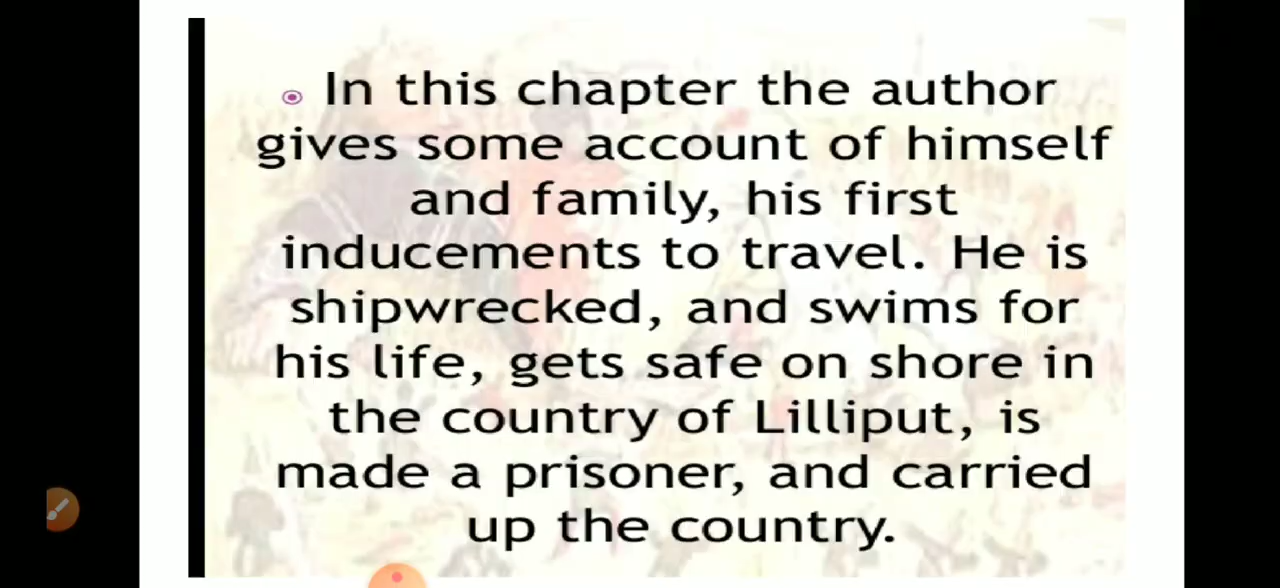 In this chapter the author
gives some account of himself
and family, his first
inducements to travel. He is
shipwrecked, and swims for
his life, gets safe on shore in
the country of Lilliput, is
made a prisoner, and carried
up the country.